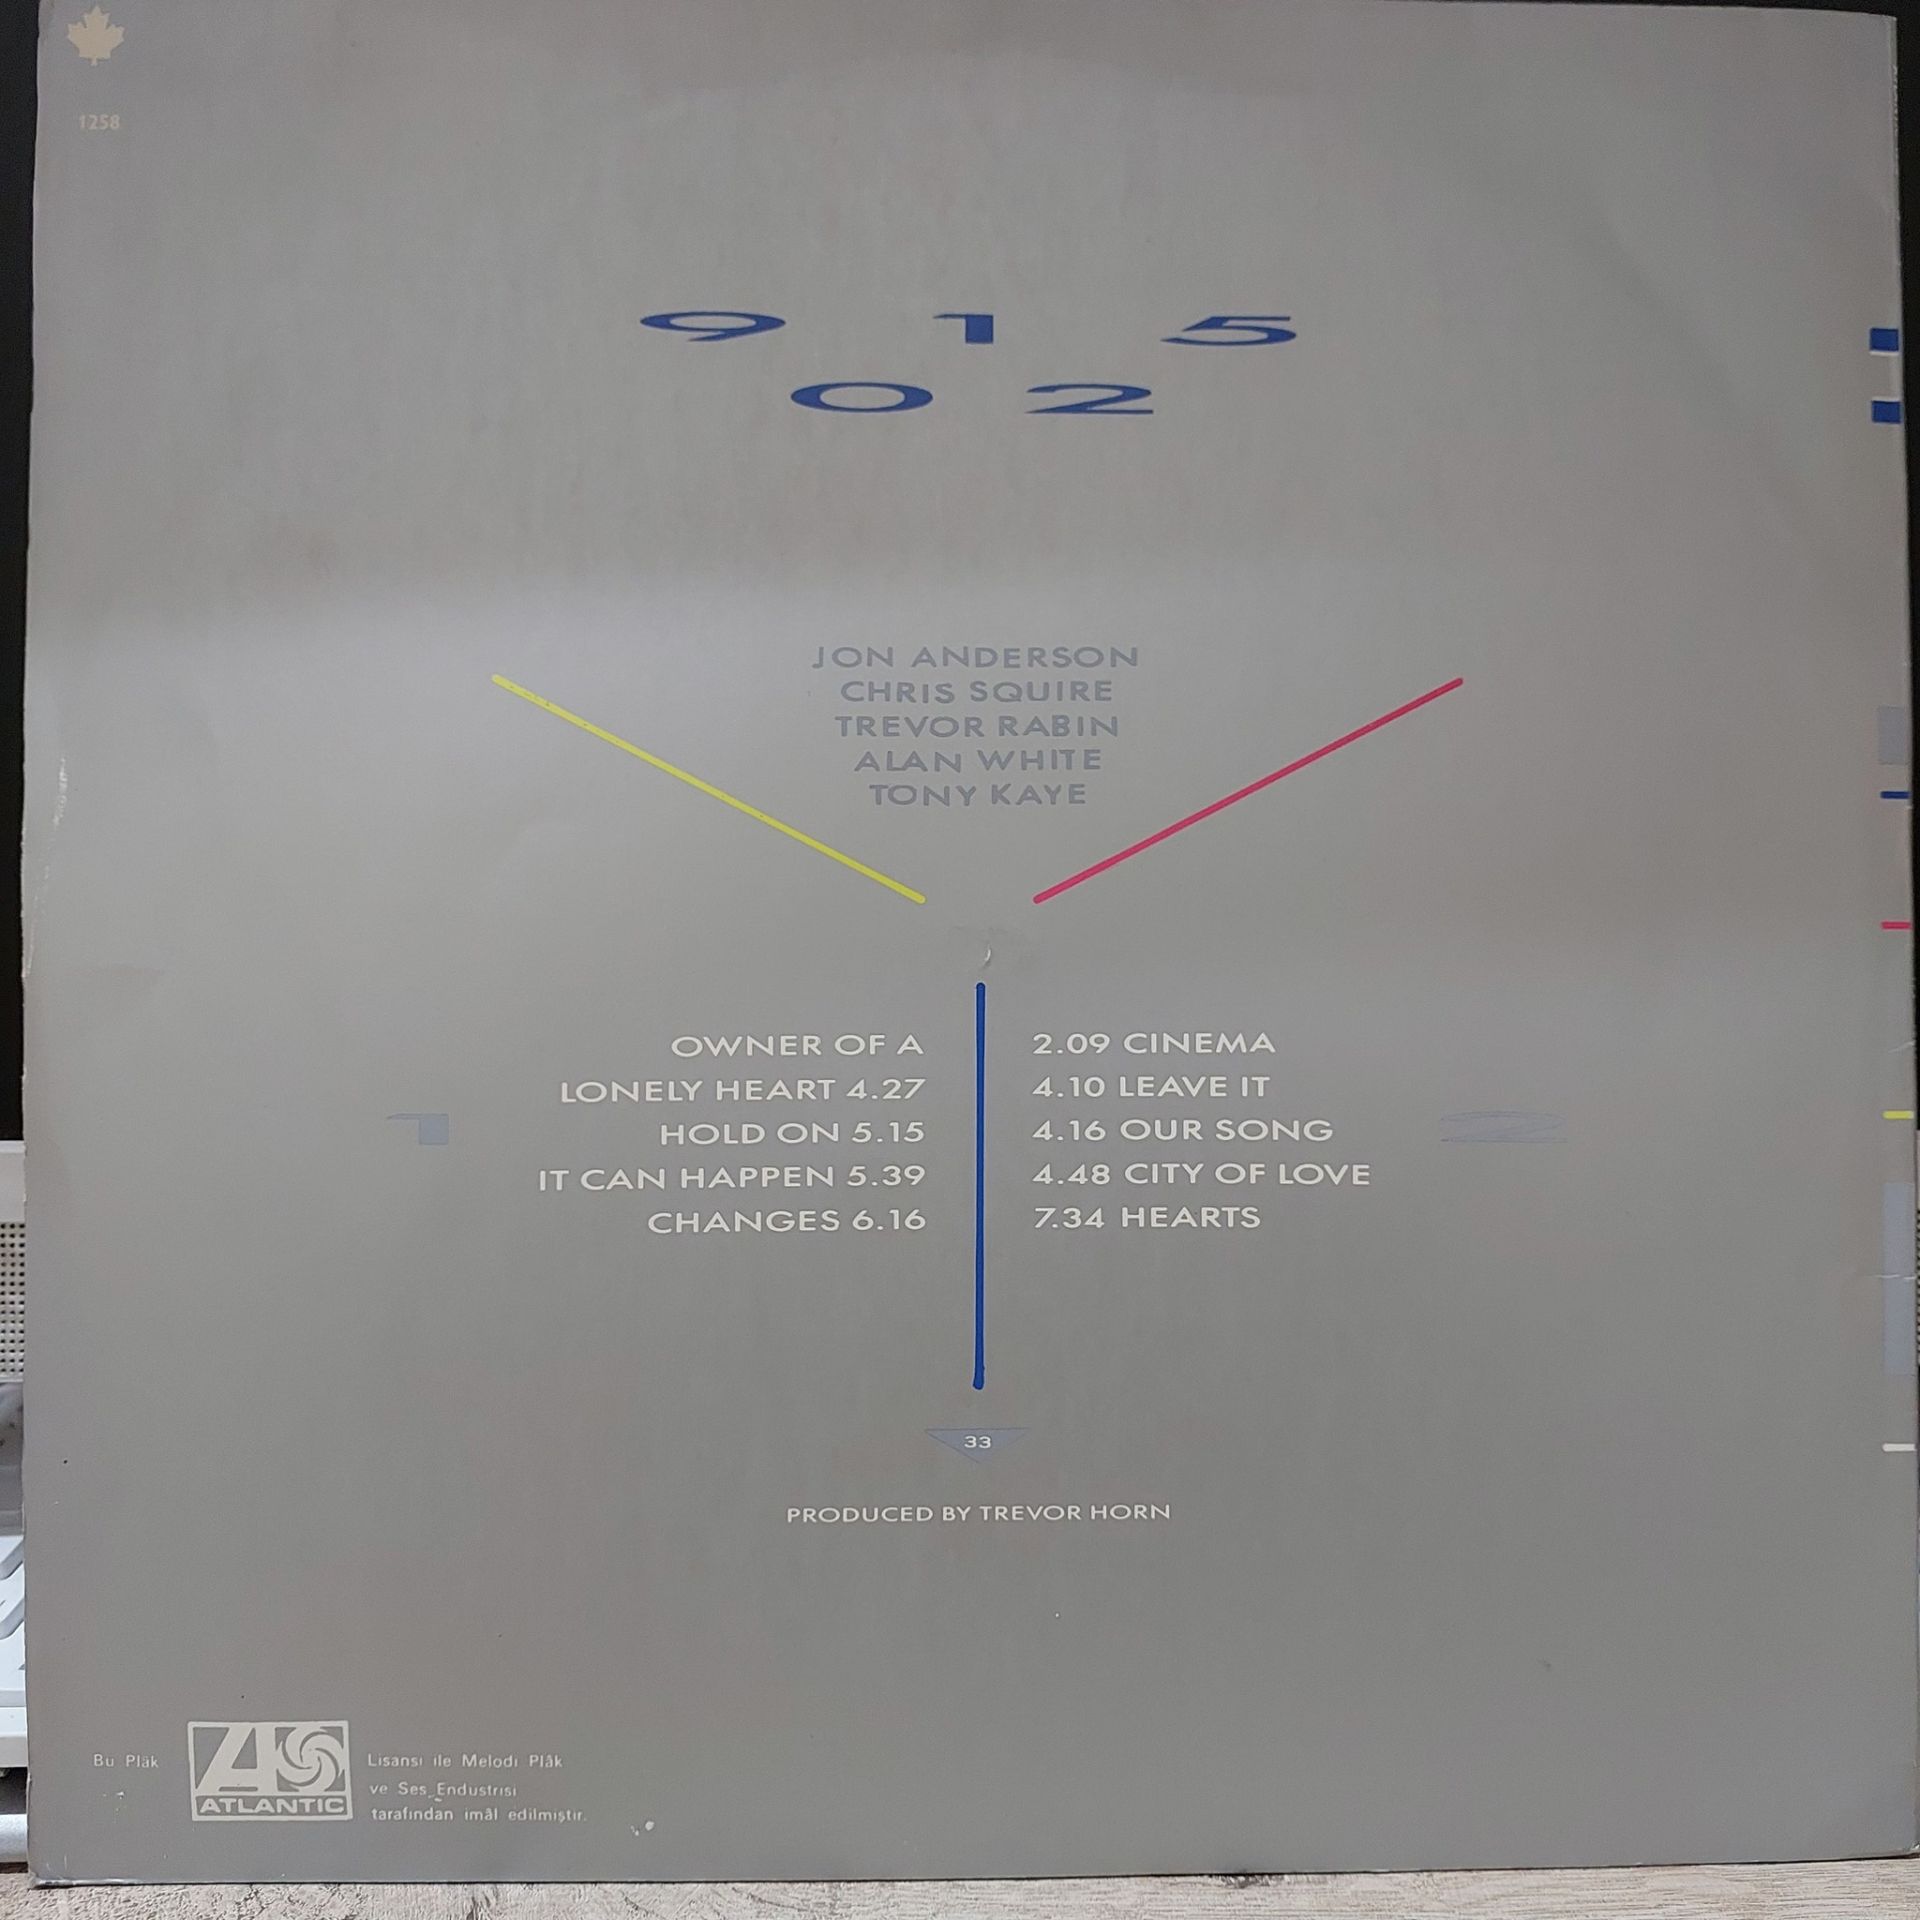 1258
9 1 5
0 2
JON ANDERSON
CHRIS SQUIRE
TREVOR RABIN
ALAN WHITE
TONY KAYE
1
OWNER OF A
LONELY HEART 4.27
HOLD ON 5.15
IT CAN HAPPEN 5.39
CHANGES 6.16
2.09 CINEMA
4.10 LEAVE IT
4.16 OUR SONG
4.48 CITY OF LOVE
7.34 HEARTS
2
33
PRODUCED BY TREVOR HORN
Bu Plâk
ATLANTIC
Lisansı ile Melodi Plâk
ve Ses Endustrisi
tarafından imâl edilmiştir.